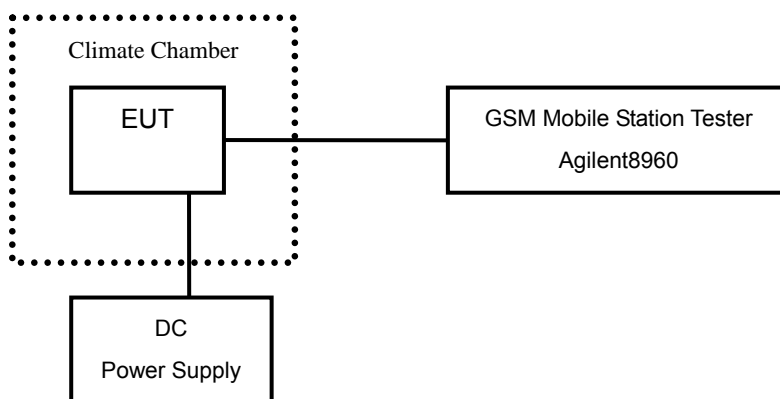 Climate Chamber
EUT
GSM Mobile Station Tester
Agilent8960
DC
Power Supply